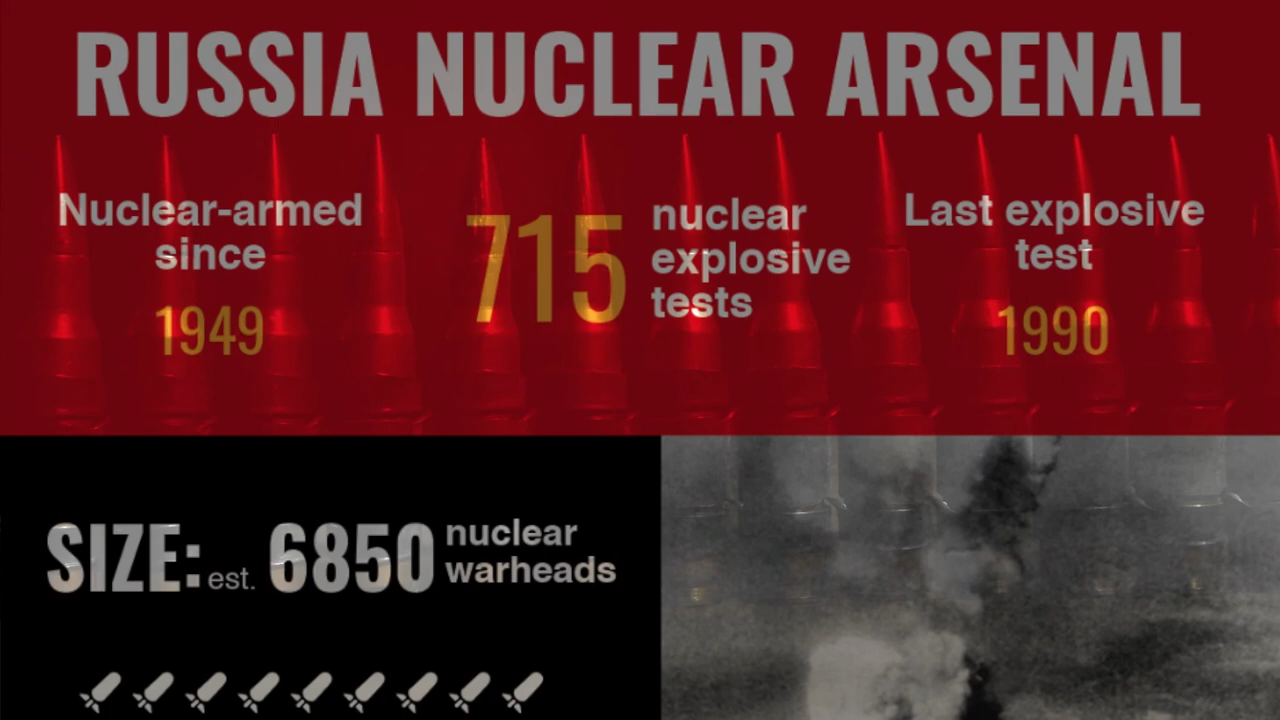 RUSSIA NUCLEAR ARSENAL
Nuclear-armed
since
1949
715
nuclear
explosive
tests
Last explosive
test
1990
SIZE: est. 6850 nuclear
warheads